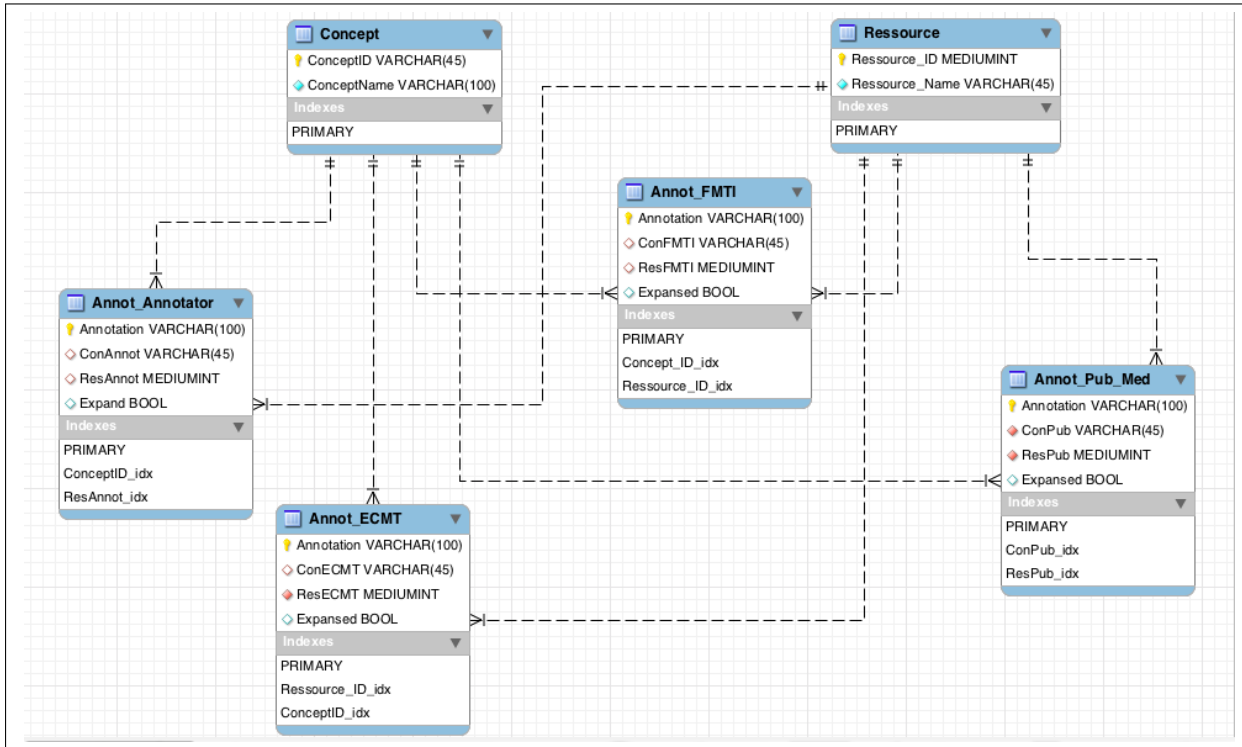 Concept
ConceptID VARCHAR(45)
ConceptName VARCHAR(100)
Indexes
PRIMARY
Ressource
Ressource_ID MEDIUMINT
Ressource_Name VARCHAR(45)
Indexes
PRIMARY
Annot_FMTI
Annotation VARCHAR(100)
ConFMTI VARCHAR(45)
ResFMTI MEDIUMINT
Expansed BOOL
Indexes
PRIMARY
Concept_ID_idx
Ressource_ID_idx
Annot_Annotator
Annotation VARCHAR(100)
ConAnnot VARCHAR(45)
ResAnnot MEDIUMINT
Expand BOOL
Indexes
PRIMARY
ConceptID_idx
ResAnnot_idx
Annot_Pub_Med
Annotation VARCHAR(100)
ConPub VARCHAR(45)
ResPub MEDIUMINT
Expansed BOOL
Indexes
PRIMARY
ConPub_idx
ResPub_idx
Annot_ECMT
Annotation VARCHAR(100)
ConECMT VARCHAR(45)
ResECMT MEDIUMINT
Expansed BOOL
Indexes
PRIMARY
Ressource_ID_idx
ConceptID_idx